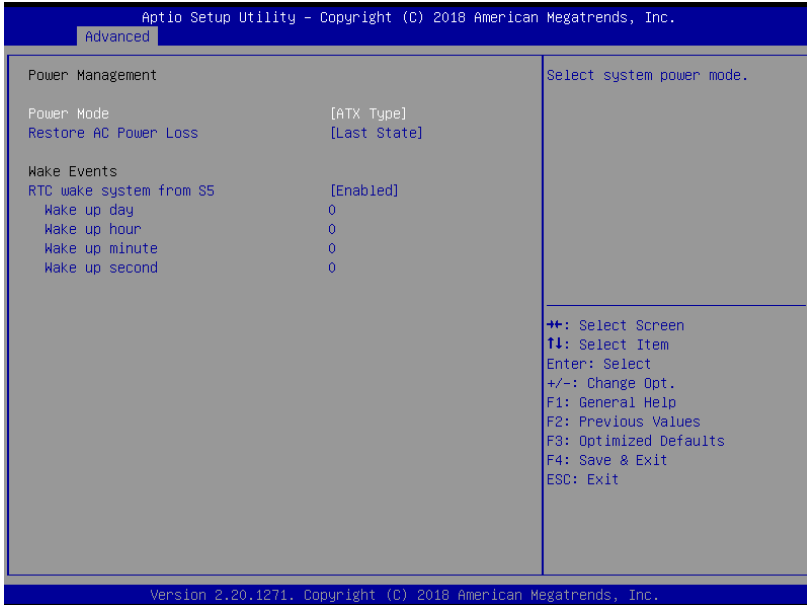 Aptio Setup Utility – Copyright (C) 2018 American Megatrends, Inc.
Advanced
Power Management
Power Mode [ATX Type]
Restore AC Power Loss [Last State]
Wake Events
RTC wake system from S5 [Enabled]
Wake up day 0
Wake up hour 0
Wake up minute 0
Wake up second 0
Select system power mode.
→←: Select Screen
↑↓: Select Item
Enter: Select
+/-: Change Opt.
F1: General Help
F2: Previous Values
F3: Optimized Defaults
F4: Save & Exit
ESC: Exit
Version 2.20.1271. Copyright (C) 2018 American Megatrends, Inc.